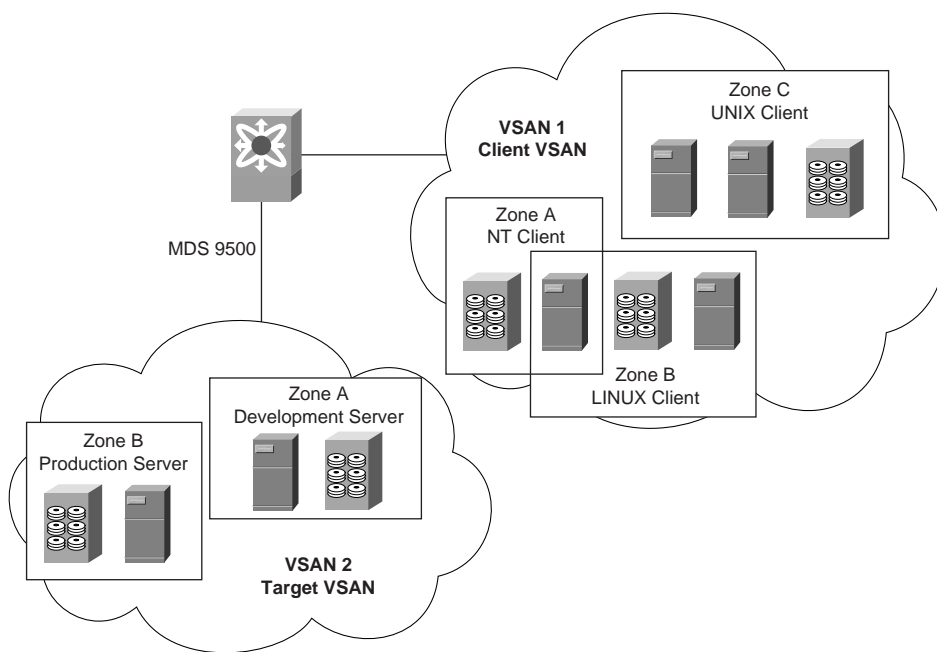 Zone C
UNIX Client
VSAN 1
Client VSAN
Zone A
NT Client
MDS 9500
Zone B
LINUX Client
Zone A
Development Server
Zone B
Production Server
VSAN 2
Target VSAN